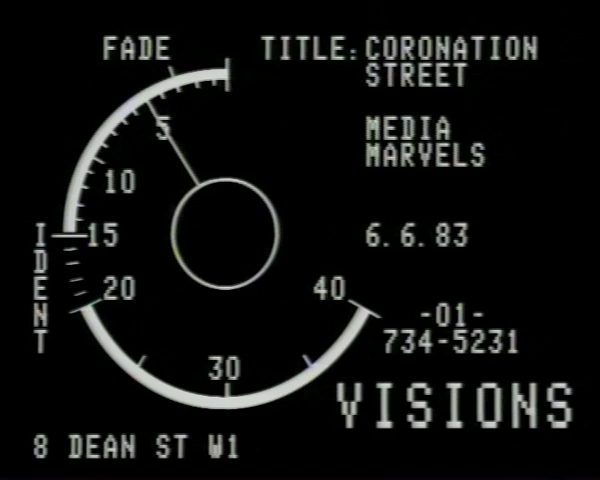 FADE
TITLE: CORONATION
STREET
MEDIA
MARVELS
6.6.83
-01-
734-5231
VISIONS
5
10
15
20
30
40
IDENT
8 DEAN ST W1